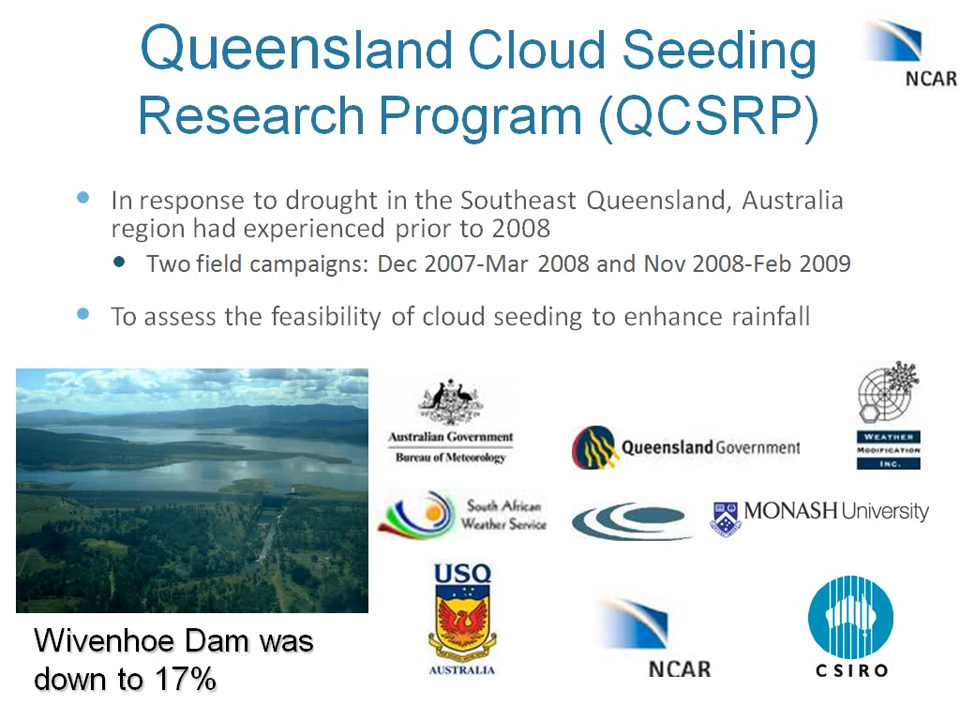 Queensland Cloud Seeding
Research Program (QCSRP)
NCAR
In response to drought in the Southeast Queensland, Australia
region had experienced prior to 2008
Two field campaigns: Dec 2007-Mar 2008 and Nov 2008-Feb 2009
To assess the feasibility of cloud seeding to enhance rainfall
Australian Government
Bureau of Meteorology
Queensland Government
WEATHER
MODIFICATION
INC.
South African
Weather Service
MONASH University
USQ
AUSTRALIA
NCAR
CSIRO
Wivenhoe Dam was
down to 17%